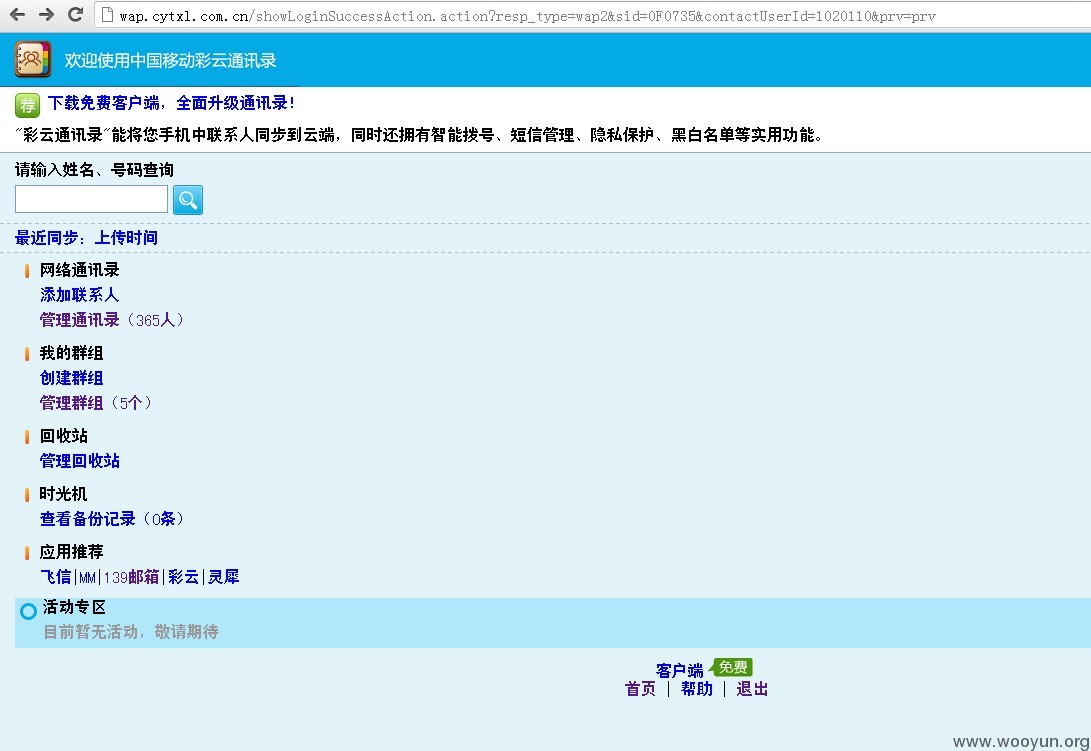 wap.cytxl.com.cn/showLoginSuccessAction.action?resp_type=wap2&sid=0F0735&contactUserId=1020110&prv=prv
欢迎使用中国移动彩云通讯录
荐 下载免费客户端，全面升级通讯录！
"彩云通讯录"能将您手机中联系人同步到云端，同时还拥有智能拨号、短信管理、隐私保护、黑白名单等实用功能。
请输入姓名、号码查询
最近同步：上传时间
网络通讯录
添加联系人
管理通讯录（365人）
我的群组
创建群组
管理群组（5个）
回收站
管理回收站
时光机
查看备份记录（0条）
应用推荐
飞信|MM|139邮箱|彩云|灵犀
活动专区
目前暂无活动，敬请期待
客户端 免费
首页 | 帮助 | 退出
www.wooyun.org